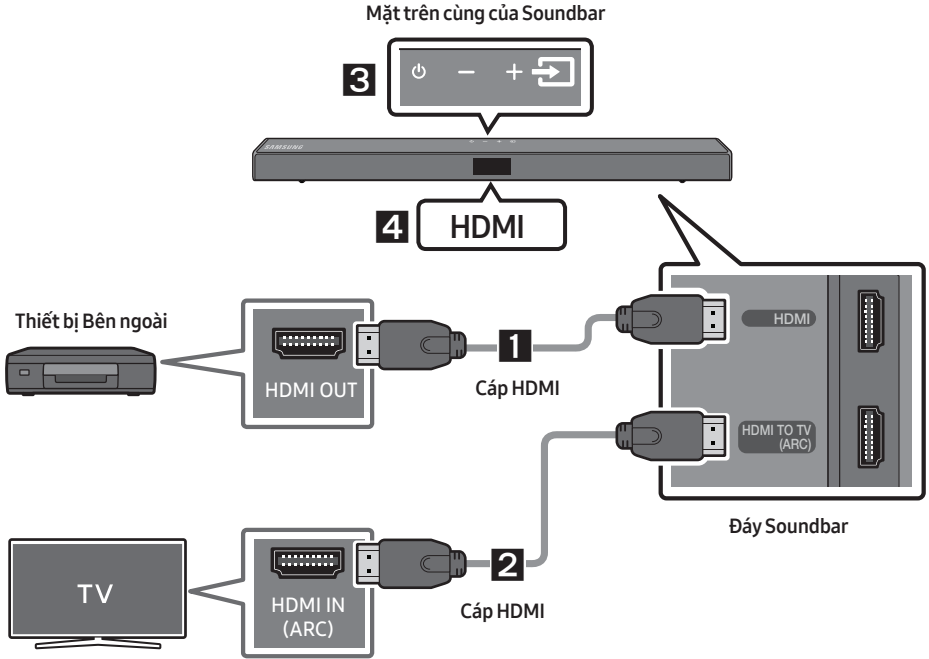 Mặt trên cùng của Soundbar
3
SAMSUNG
4
HDMI
Thiết bị Bên ngoài
HDMI OUT
1
Cáp HDMI
HDMI
HDMI TO TV
(ARC)
Đáy Soundbar
TV
HDMI IN
(ARC)
2
Cáp HDMI